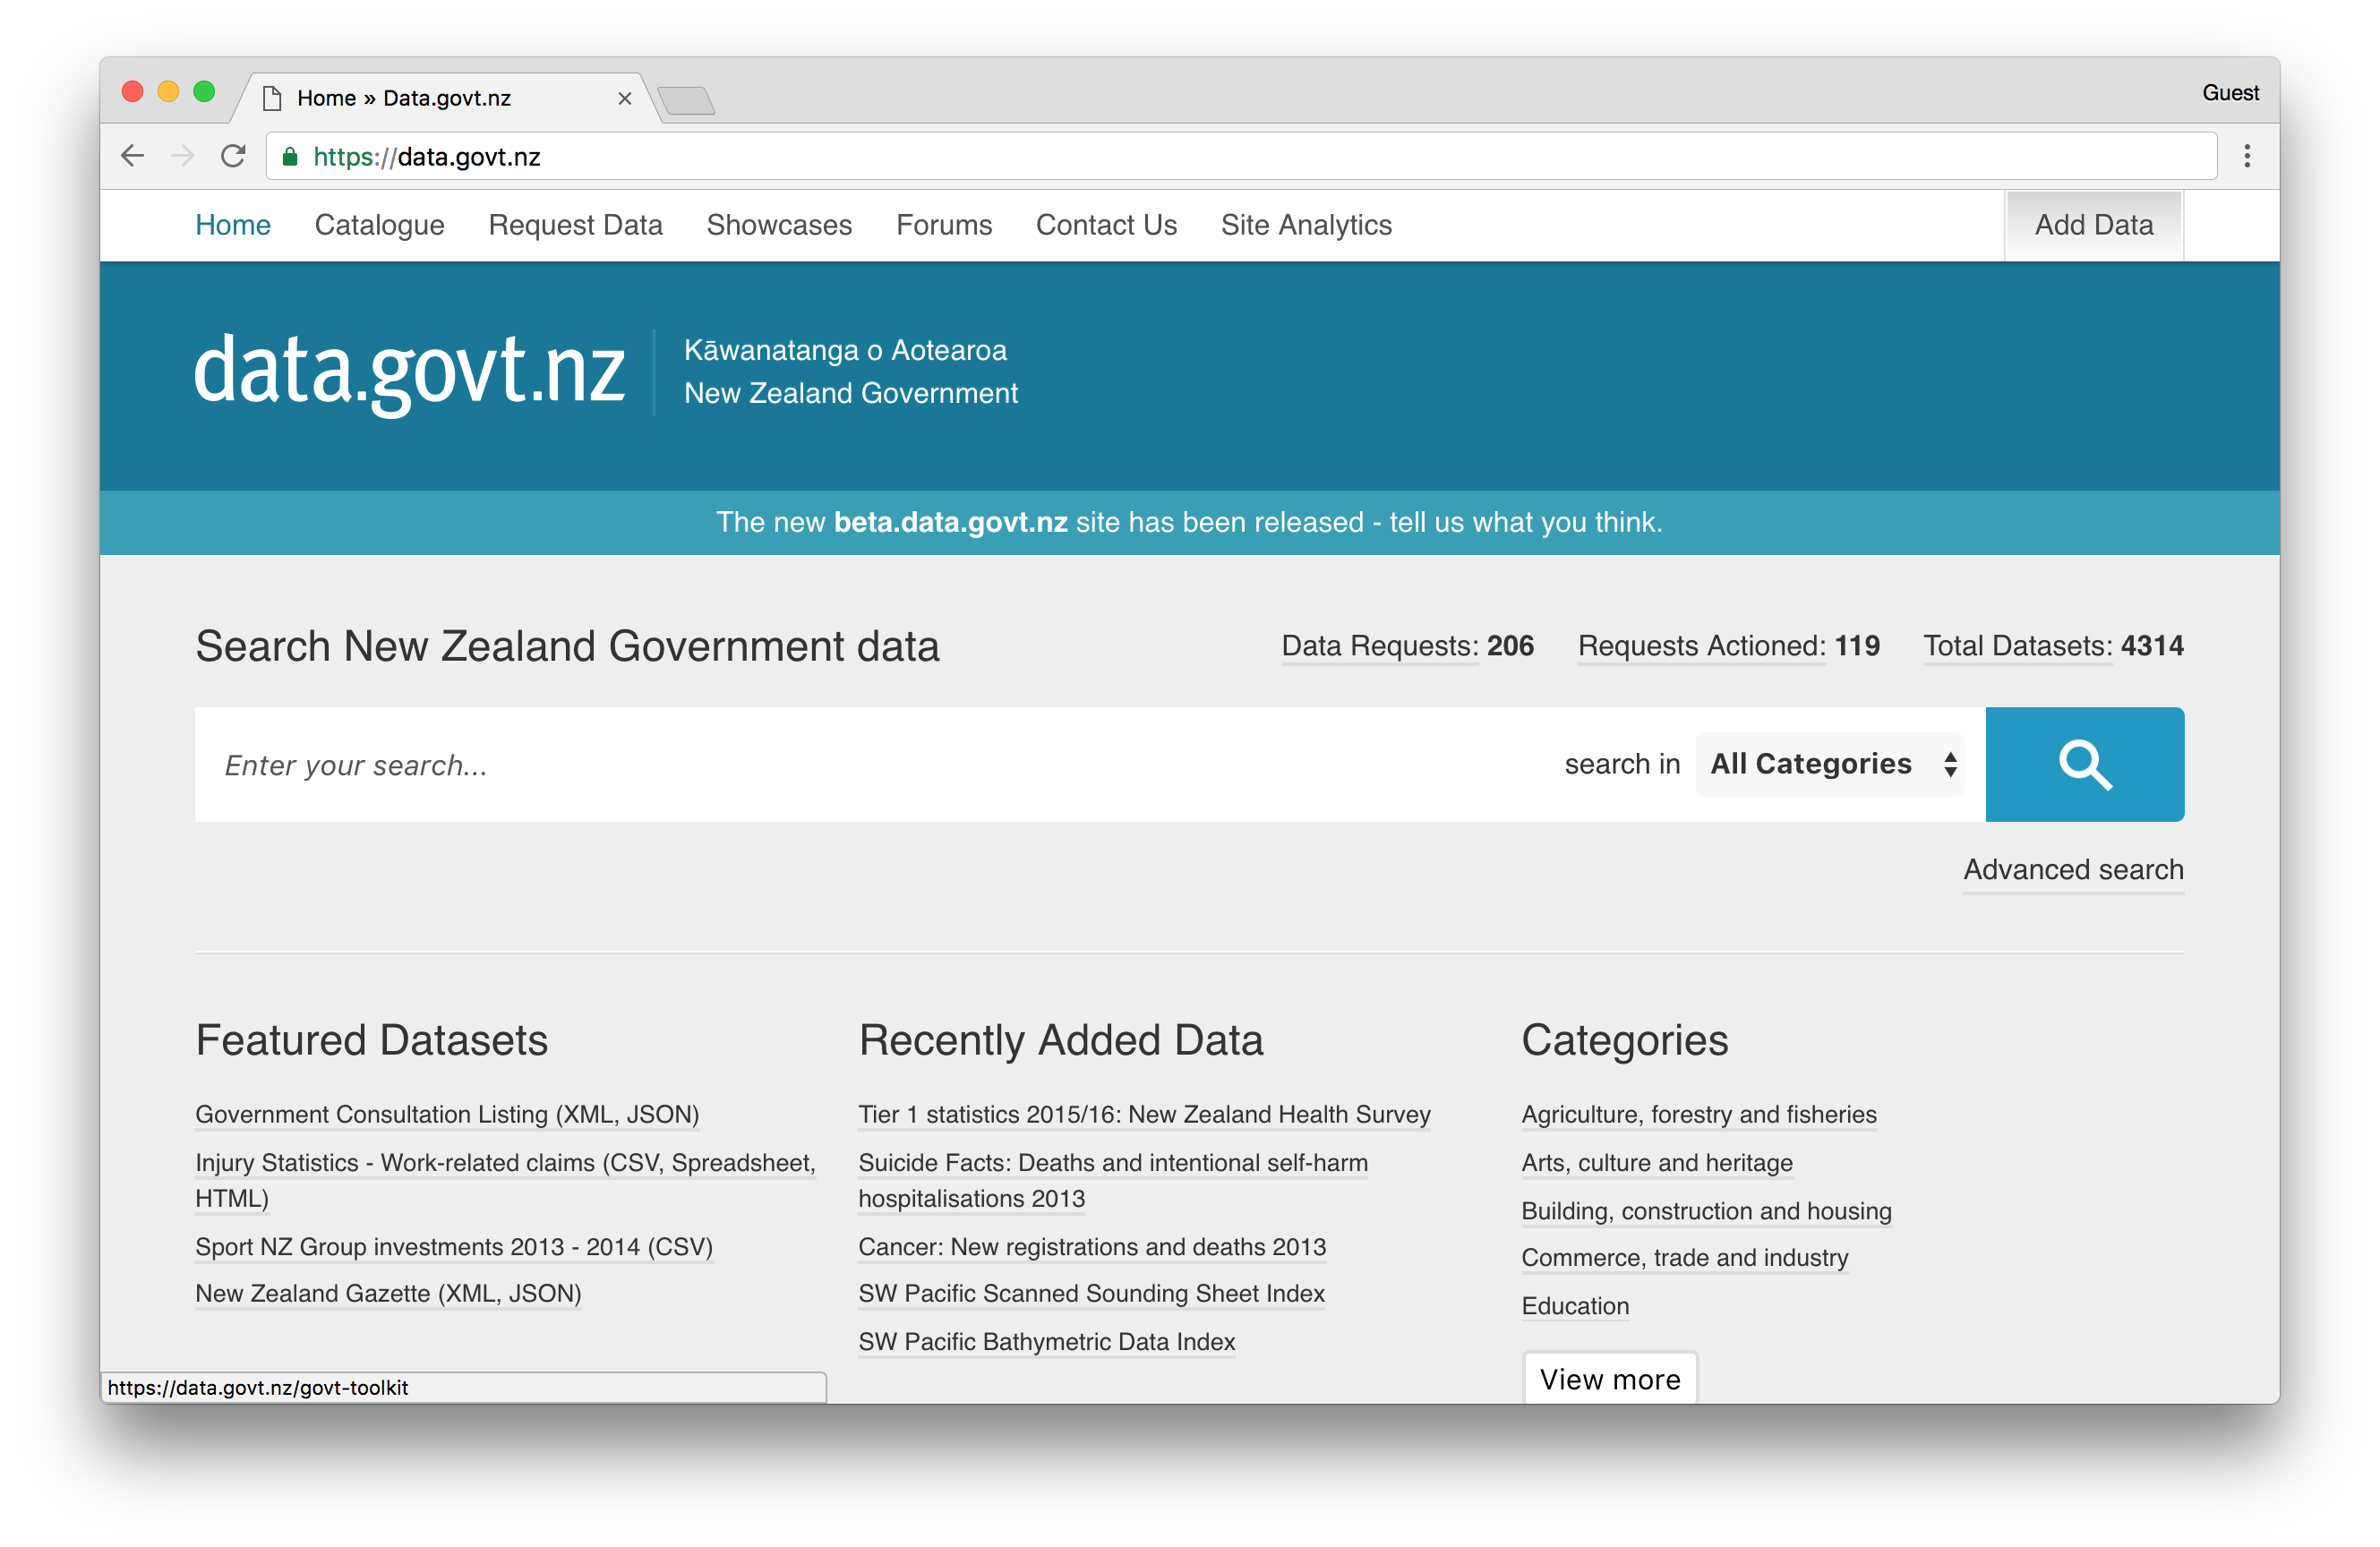 Home » Data.govt.nz
Guest
https://data.govt.nz
Home Catalogue Request Data Showcases Forums Contact Us Site Analytics Add Data
data.govt.nz
Kāwanatanga o Aotearoa
New Zealand Government
The new beta.data.govt.nz site has been released - tell us what you think.
Search New Zealand Government data
Data Requests: 206 Requests Actioned: 119 Total Datasets: 4314
Enter your search...
search in All Categories
Advanced search
Featured Datasets
Government Consultation Listing (XML, JSON)
Injury Statistics - Work-related claims (CSV, Spreadsheet,
HTML)
Sport NZ Group investments 2013 - 2014 (CSV)
New Zealand Gazette (XML, JSON)
Recently Added Data
Tier 1 statistics 2015/16: New Zealand Health Survey
Suicide Facts: Deaths and intentional self-harm
hospitalisations 2013
Cancer: New registrations and deaths 2013
SW Pacific Scanned Sounding Sheet Index
SW Pacific Bathymetric Data Index
Categories
Agriculture, forestry and fisheries
Arts, culture and heritage
Building, construction and housing
Commerce, trade and industry
Education
View more
https://data.govt.nz/govt-toolkit